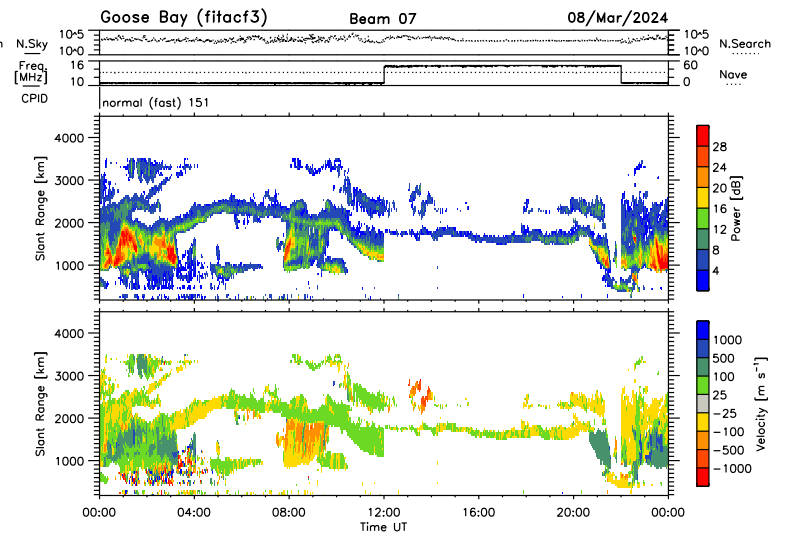 Goose Bay (fitacf3) Beam 07 08/Mar/2024
n N.Sky 10^5 10^5 N.Search
10^0 10^0
Freq. 16 60 Nave
[MHz] 10 0
CPID normal (fast) 151
Slant Range [km]
4000
3000
2000
1000
Power [dB]
28
24
20
16
12
8
4
Slant Range [km]
4000
3000
2000
1000
Velocity [m s⁻¹]
1000
500
100
25
−25
−100
−500
−1000
00:00 04:00 08:00 12:00 16:00 20:00 00:00
Time UT